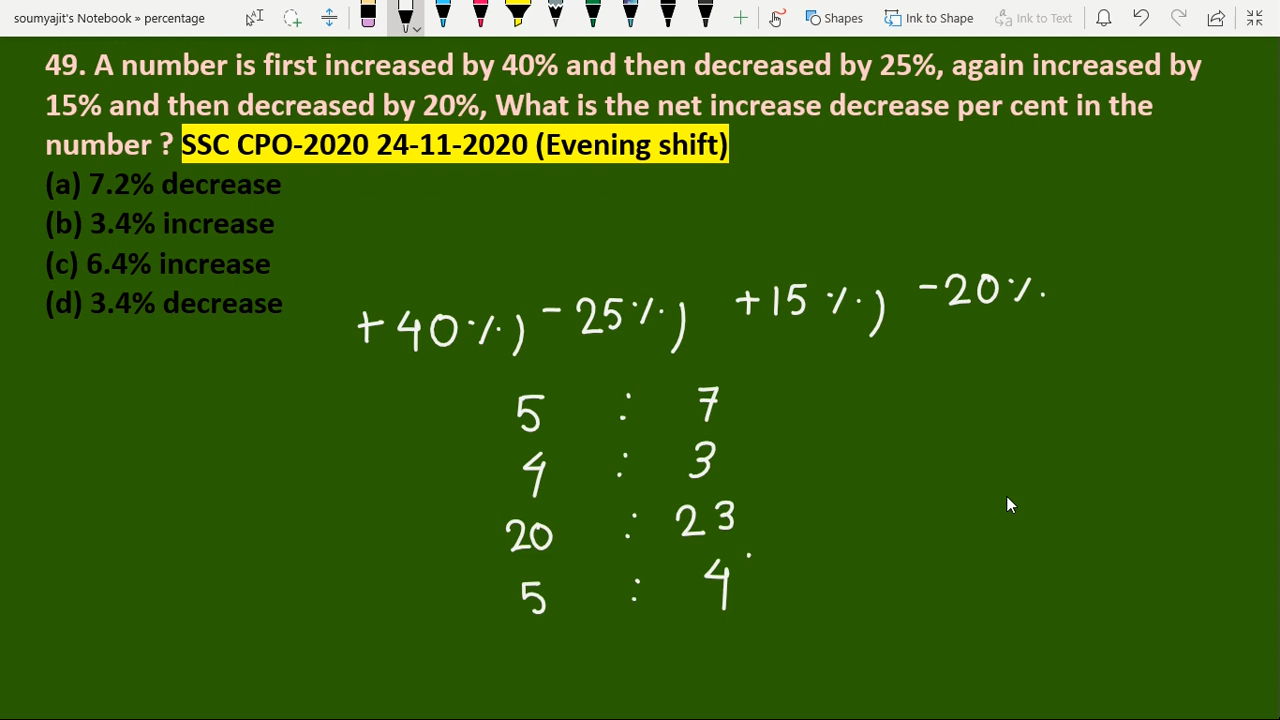 soumyajit's Notebook » percentage
Shapes
Ink to Shape
Ink to Text
49. A number is first increased by 40% and then decreased by 25%, again increased by
15% and then decreased by 20%, What is the net increase decrease per cent in the
number ? SSC CPO-2020 24-11-2020 (Evening shift)
(a) 7.2% decrease
(b) 3.4% increase
(c) 6.4% increase
(d) 3.4% decrease
+40%, -25%, +15%, -20%.
5 : 7
4 : 3
20 : 23
5 : 4